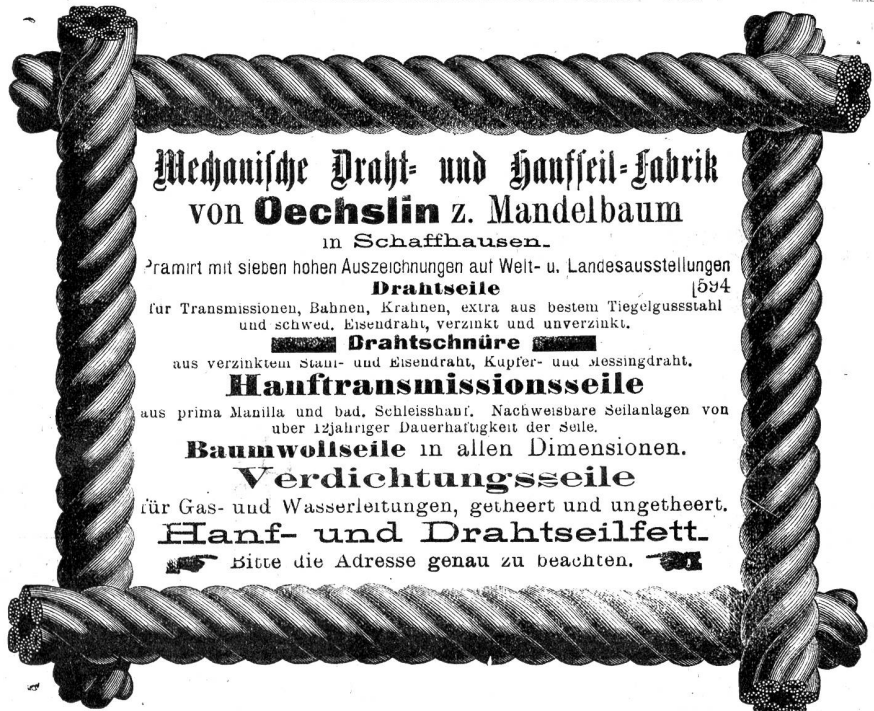 Mechanische Draht- und Hanfseil-Fabrik
von Oechslin z. Mandelbaum
in Schaffhausen.
Prämirt mit sieben hohen Auszeichnungen auf Welt- u. Landesausstellungen
Drahtseile [594
für Transmissionen, Bahnen, Krahnen, extra aus bestem Tiegelgussstahl
und schwed. Eisendraht, verzinkt und unverzinkt.
Drahtschnüre
aus verzinktem Stahl- und Eisendraht, Kupfer- und Messingdraht.
Hauftransmissionsseile
aus prima Manilla und bad. Schleisshanf. Nachweisbare Seilanlagen von
über 12jähriger Dauerhaftigkeit der Seile.
Baumwollseile in allen Dimensionen.
Verdichtungsseile
für Gas- und Wasserleitungen, getheert und ungetheert.
Hanf- und Drahtseilfett.
Bitte die Adresse genau zu beachten.